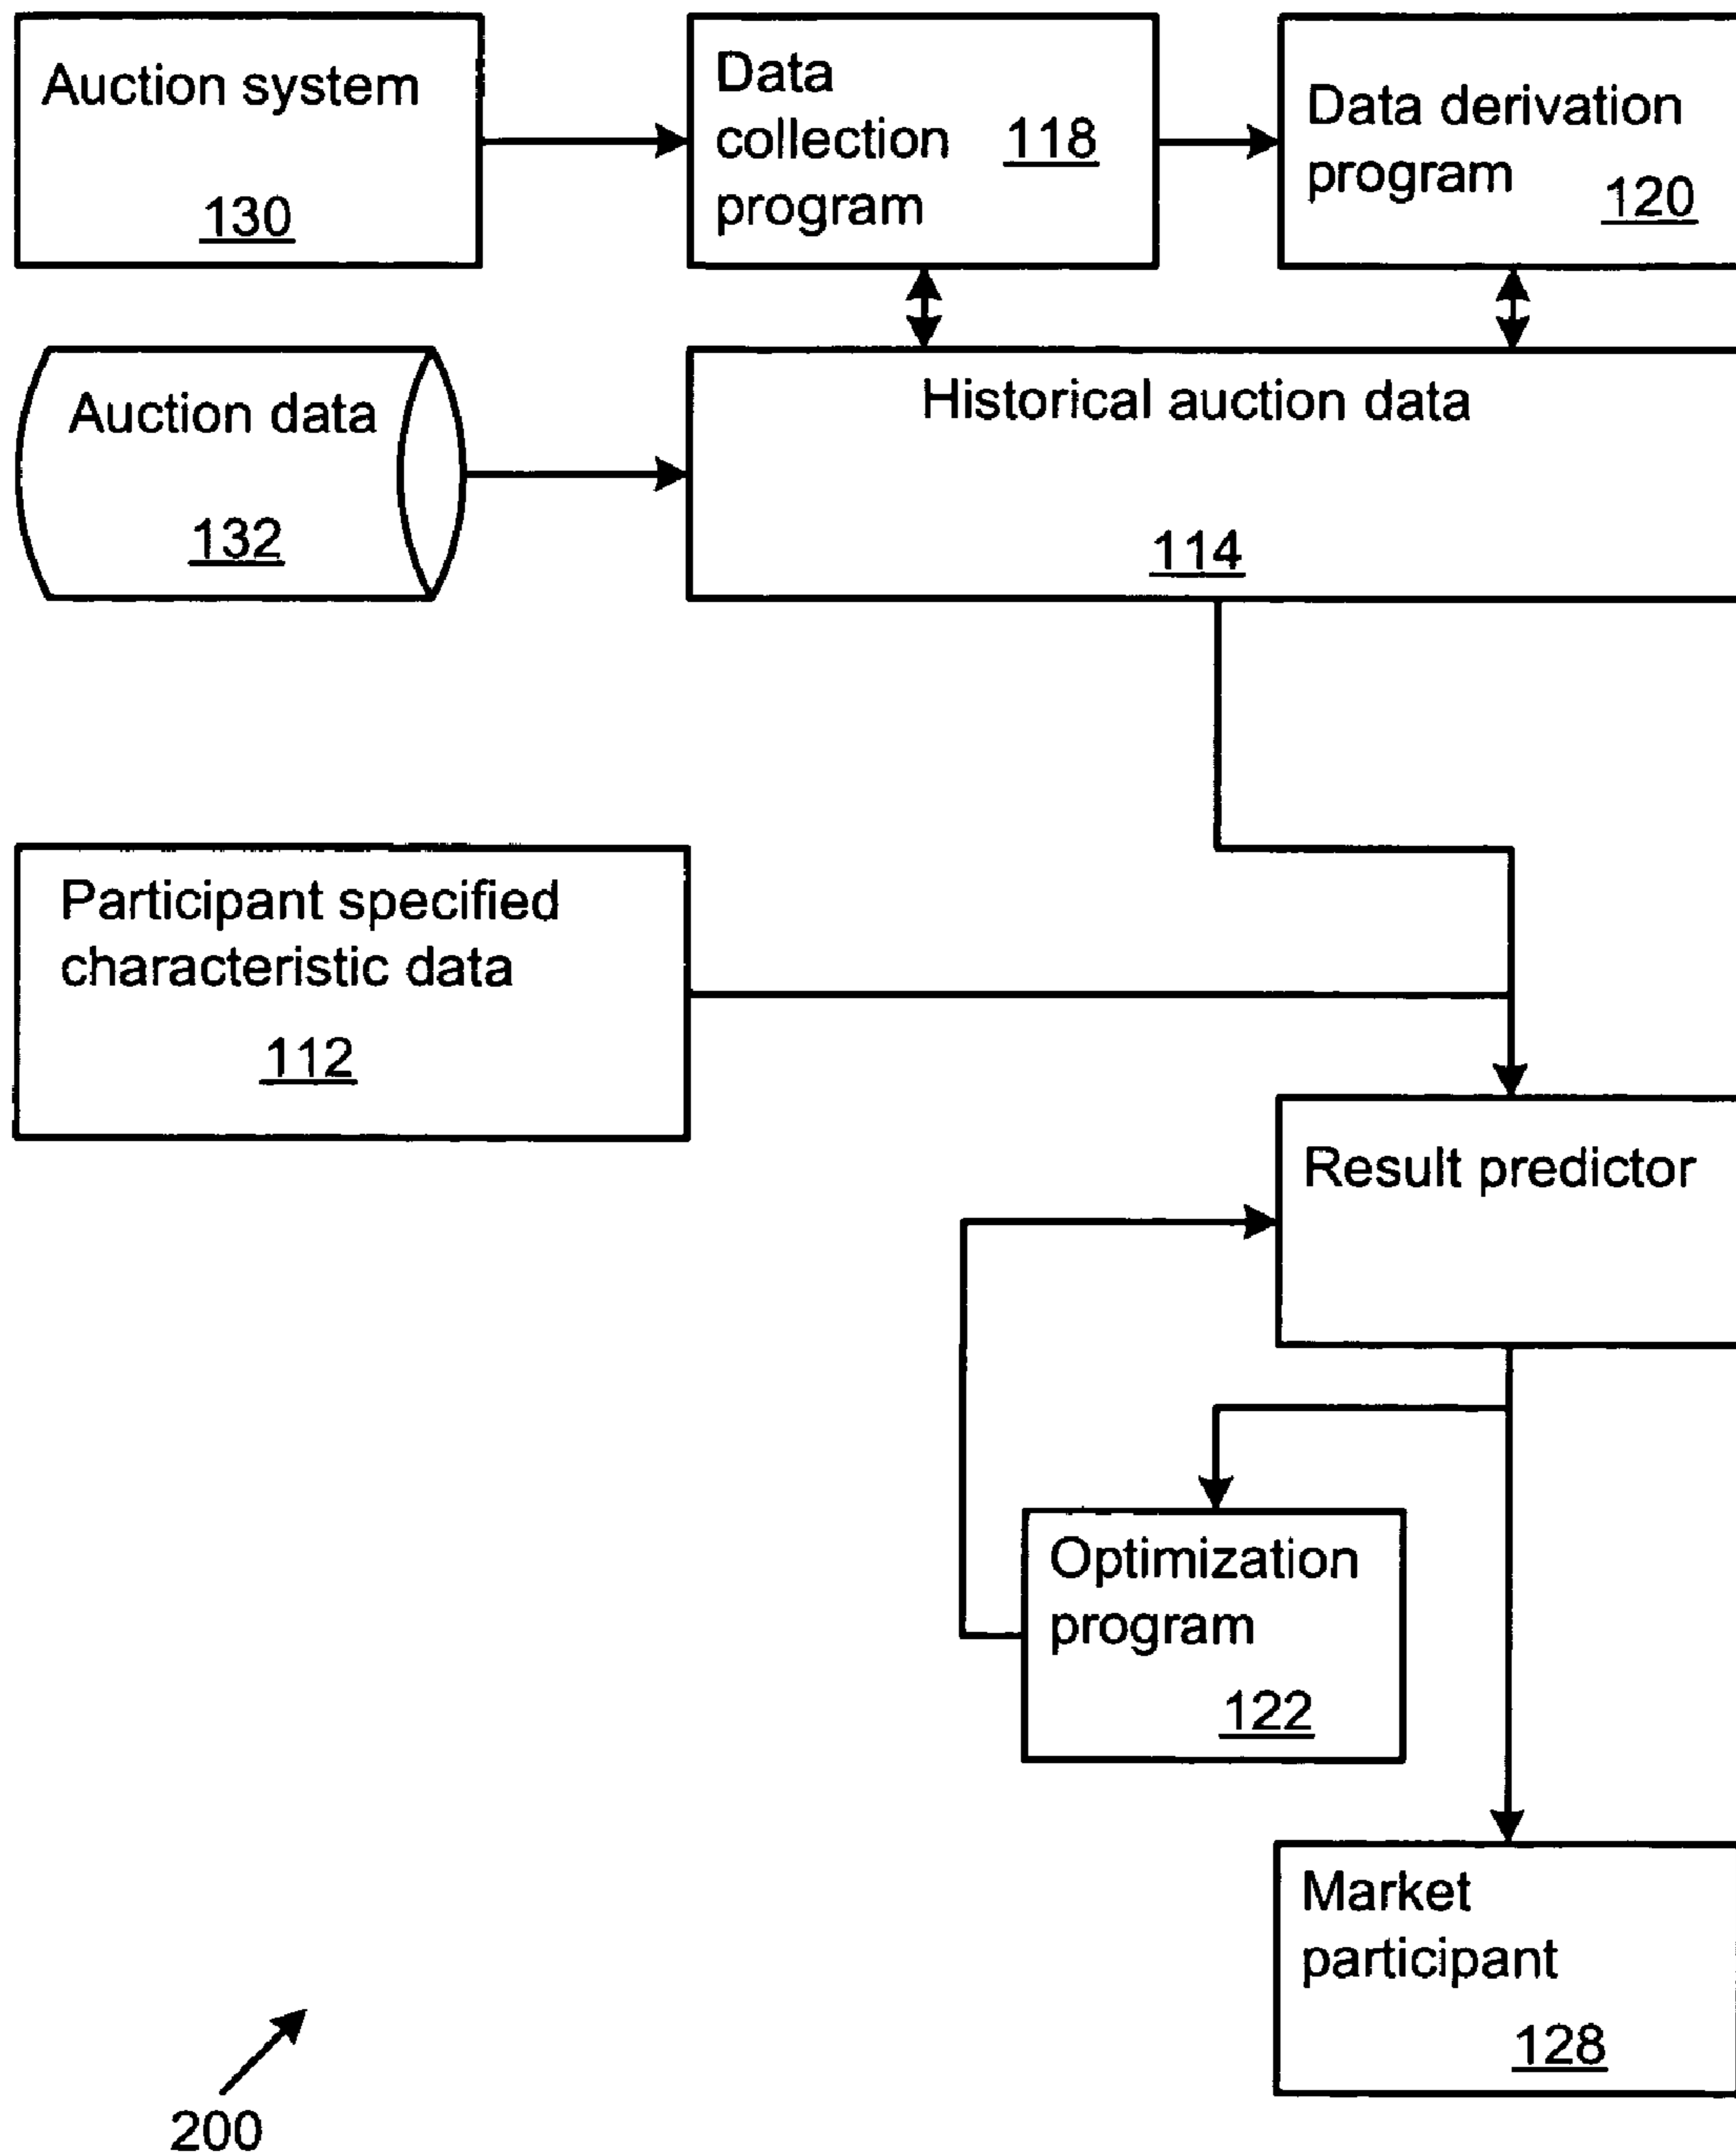 Auction system
130
Data
collection 118
program
Data derivation
program 120
Auction data
132
Historical auction data
114
Participant specified
characteristic data
112
Result predictor
Optimization
program
122
Market
participant
128
200